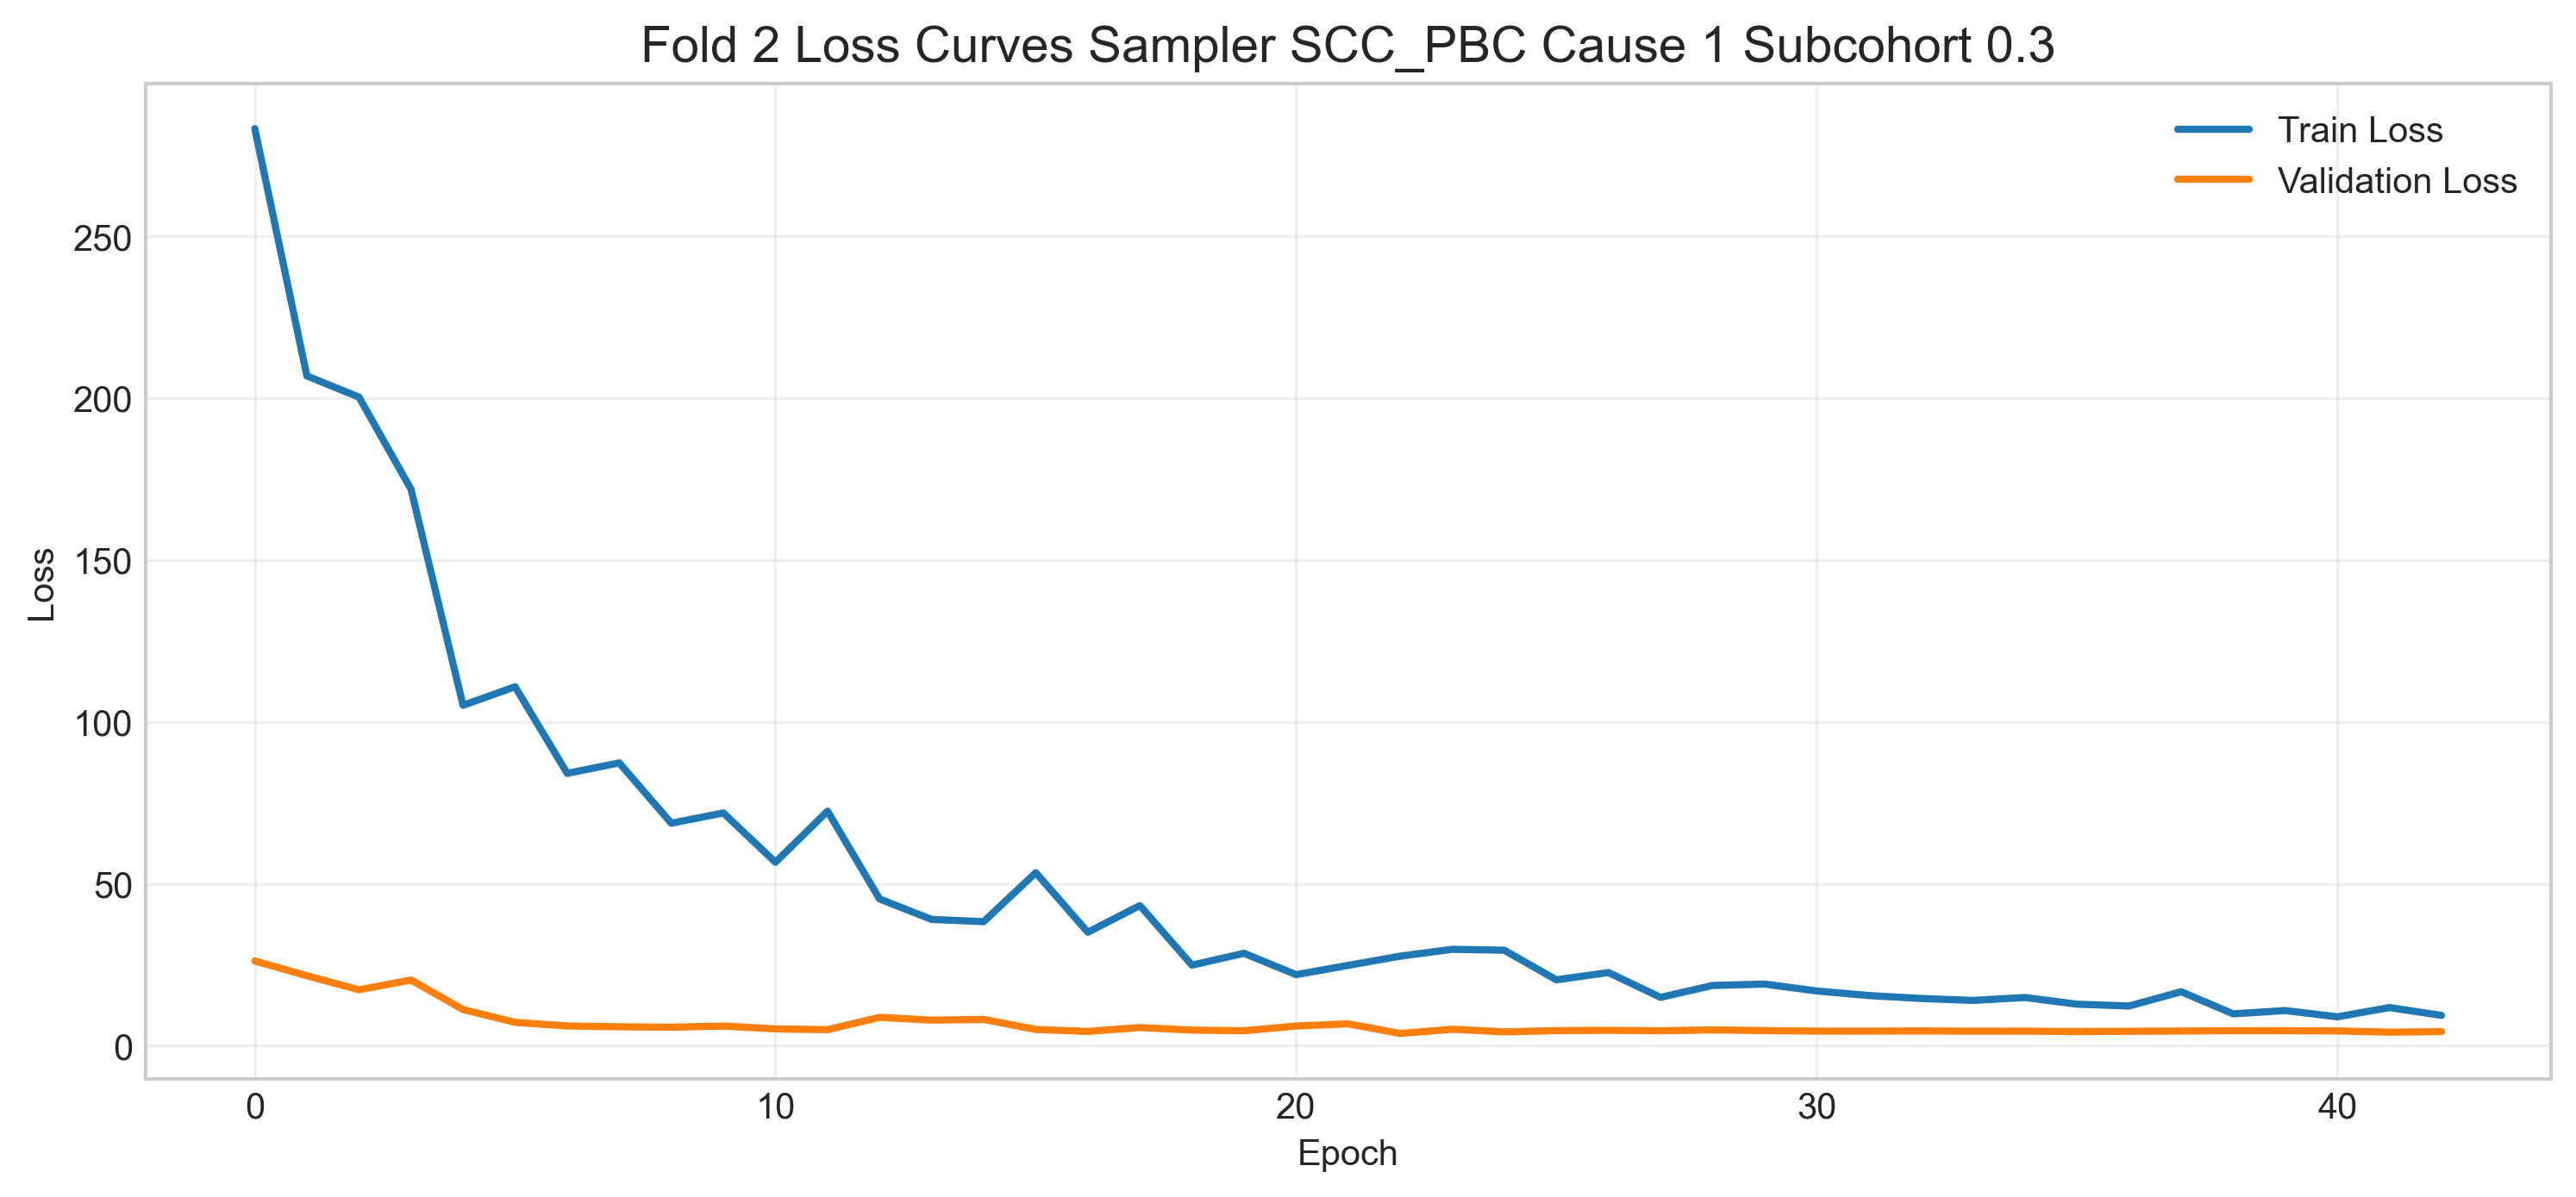 Fold 2 Loss Curves Sampler SCC_PBC Cause 1 Subcohort 0.3
Train Loss
Validation Loss
250
200
150
100
50
0
Loss
0 10 20 30 40
Epoch